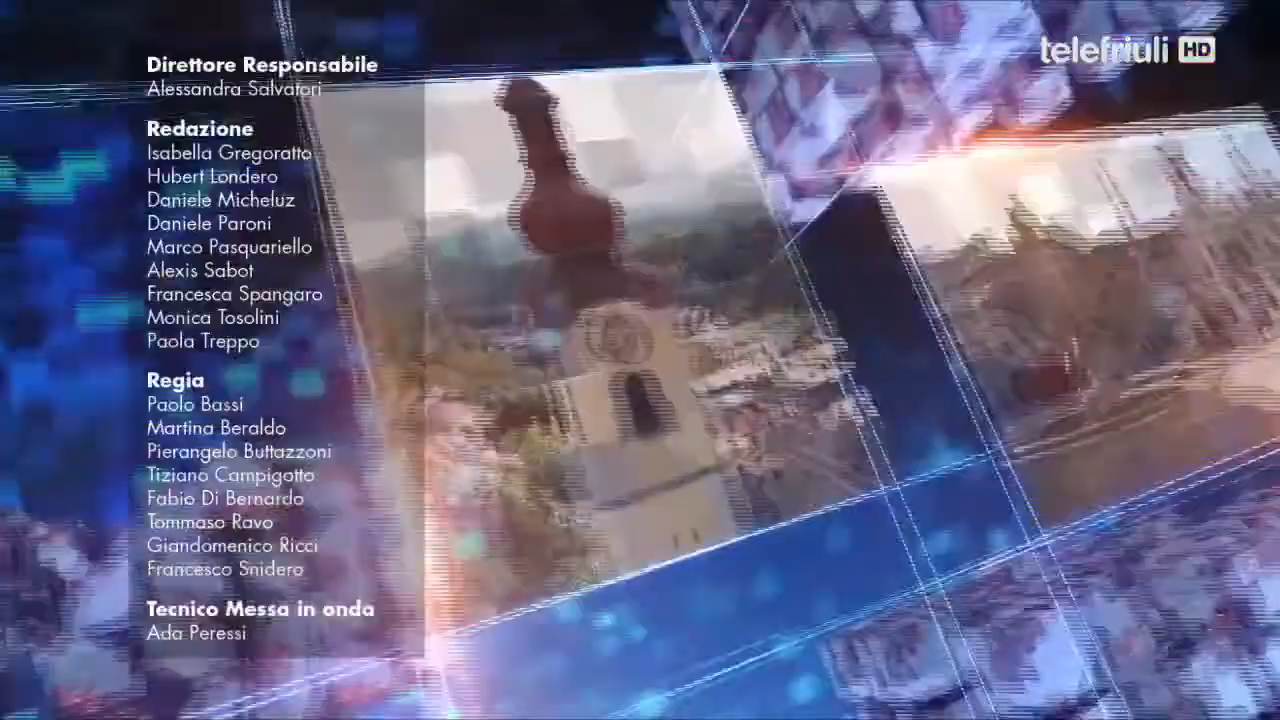 telefriuli HD
Direttore Responsabile
Alessandra Salvatori
Redazione
Isabella Gregoratto
Hubert Londero
Daniele Micheluz
Daniele Paroni
Marco Pasquariello
Alexis Sabot
Francesca Spangaro
Monica Tosolini
Paola Treppo
Regia
Paolo Bassi
Martina Beraldo
Pierangelo Buttazzoni
Tiziano Campigotto
Fabio Di Bernardo
Tommaso Ravo
Giandomenico Ricci
Francesco Snidero
Tecnico Messa in onda
Ada Peressi